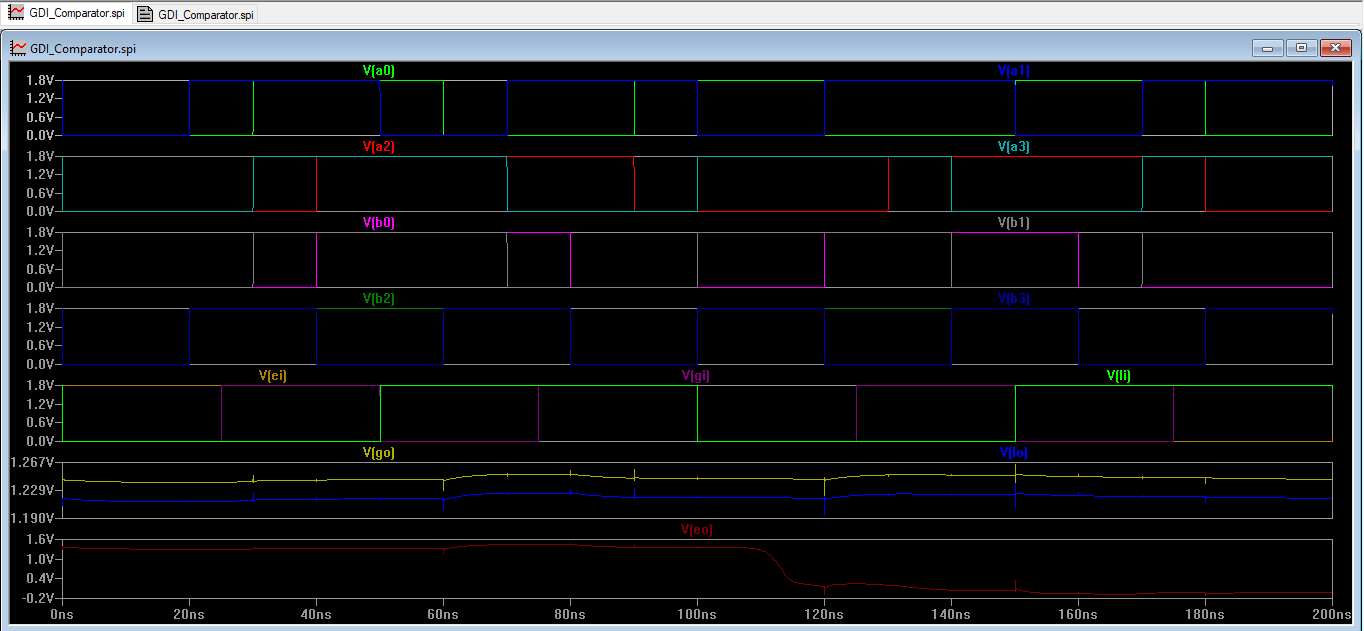 GDI_Comparator.spi GDI_Comparator.spi
GDI_Comparator.spi
V(a0) V(a1)
1.8V
1.2V
0.6V
0.0V
V(a2) V(a3)
1.8V
1.2V
0.6V
0.0V
V(b0) V(b1)
1.8V
1.2V
0.6V
0.0V
V(b2) V(b3)
1.8V
1.2V
0.6V
0.0V
V(ei) V(gi) V(li)
1.8V
1.2V
0.6V
0.0V
V(go) V(lo)
1.267V
1.229V
1.190V
V(eo)
1.6V
1.0V
0.4V
-0.2V
0ns 20ns 40ns 60ns 80ns 100ns 120ns 140ns 160ns 180ns 200ns